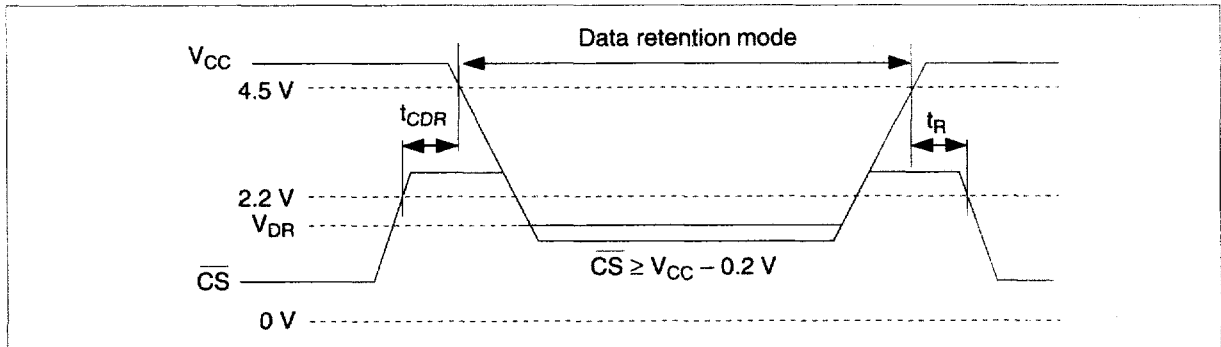 Data retention mode
VCC
4.5 V
tCDR
tR
2.2 V
VDR
CS ≥ VCC – 0.2 V
CS
0 V